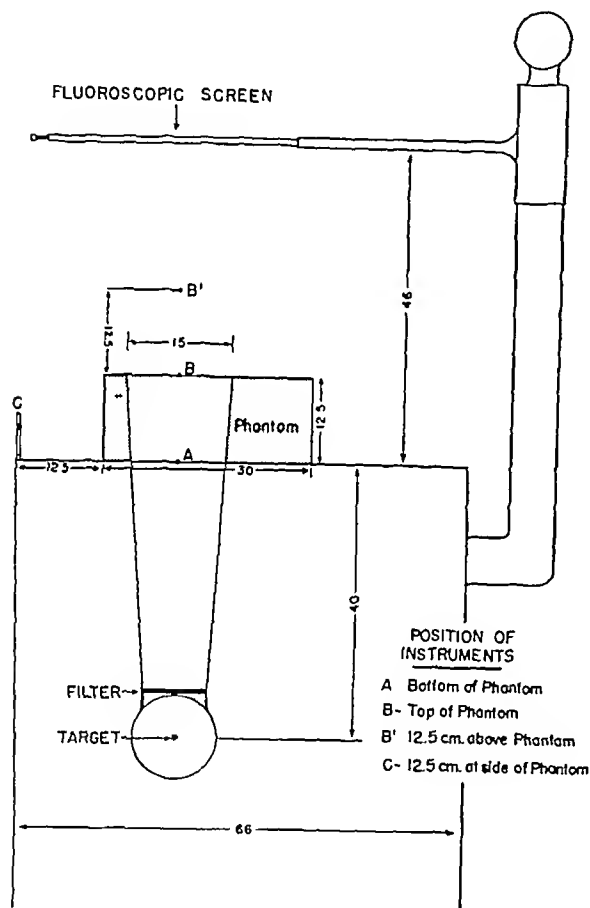 FLUOROSCOPIC SCREEN
46
B'
12.5
15
B
C
Phantom
12.5
A
12.5
30
40
POSITION OF
INSTRUMENTS
FILTER
A Bottom of Phantom
B- Top of Phantom
TARGET
B' 12.5 cm. above Phantam
C- 12.5 cm. at side of Phantom
66